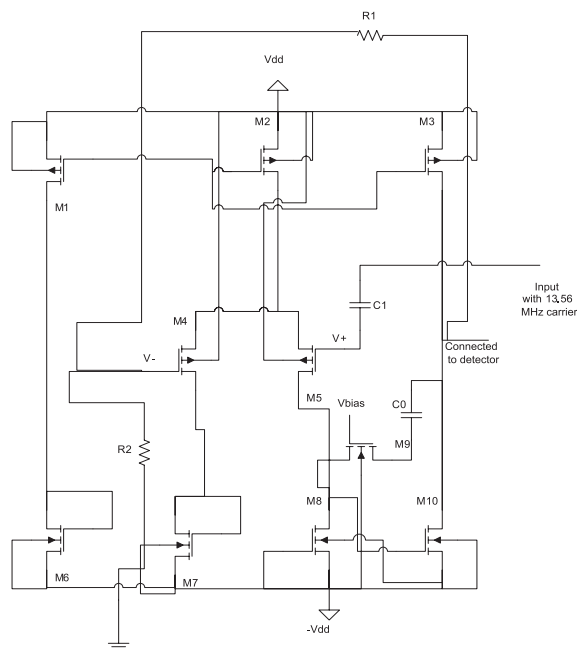 R1
Vdd
M2
M3
M1
Input
with 13.56
MHz carrier
C1
M4
V+
V-
Connected
to detector
M5
Vbias
C0
M9
R2
M8
M10
M6
M7
-Vdd